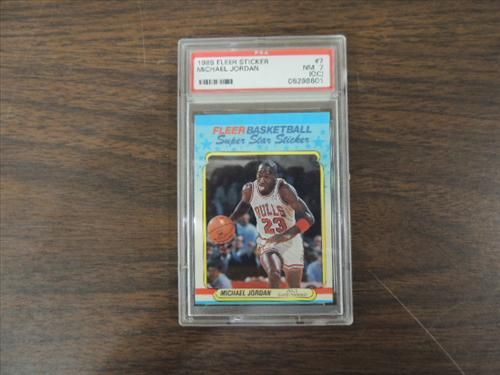 PSA
1988 FLEER STICKER #7
MICHAEL JORDAN NM 7
(OC)
05298601
FLEER BASKETBALL
Super Star Sticker
BULLS
23
MICHAEL JORDAN